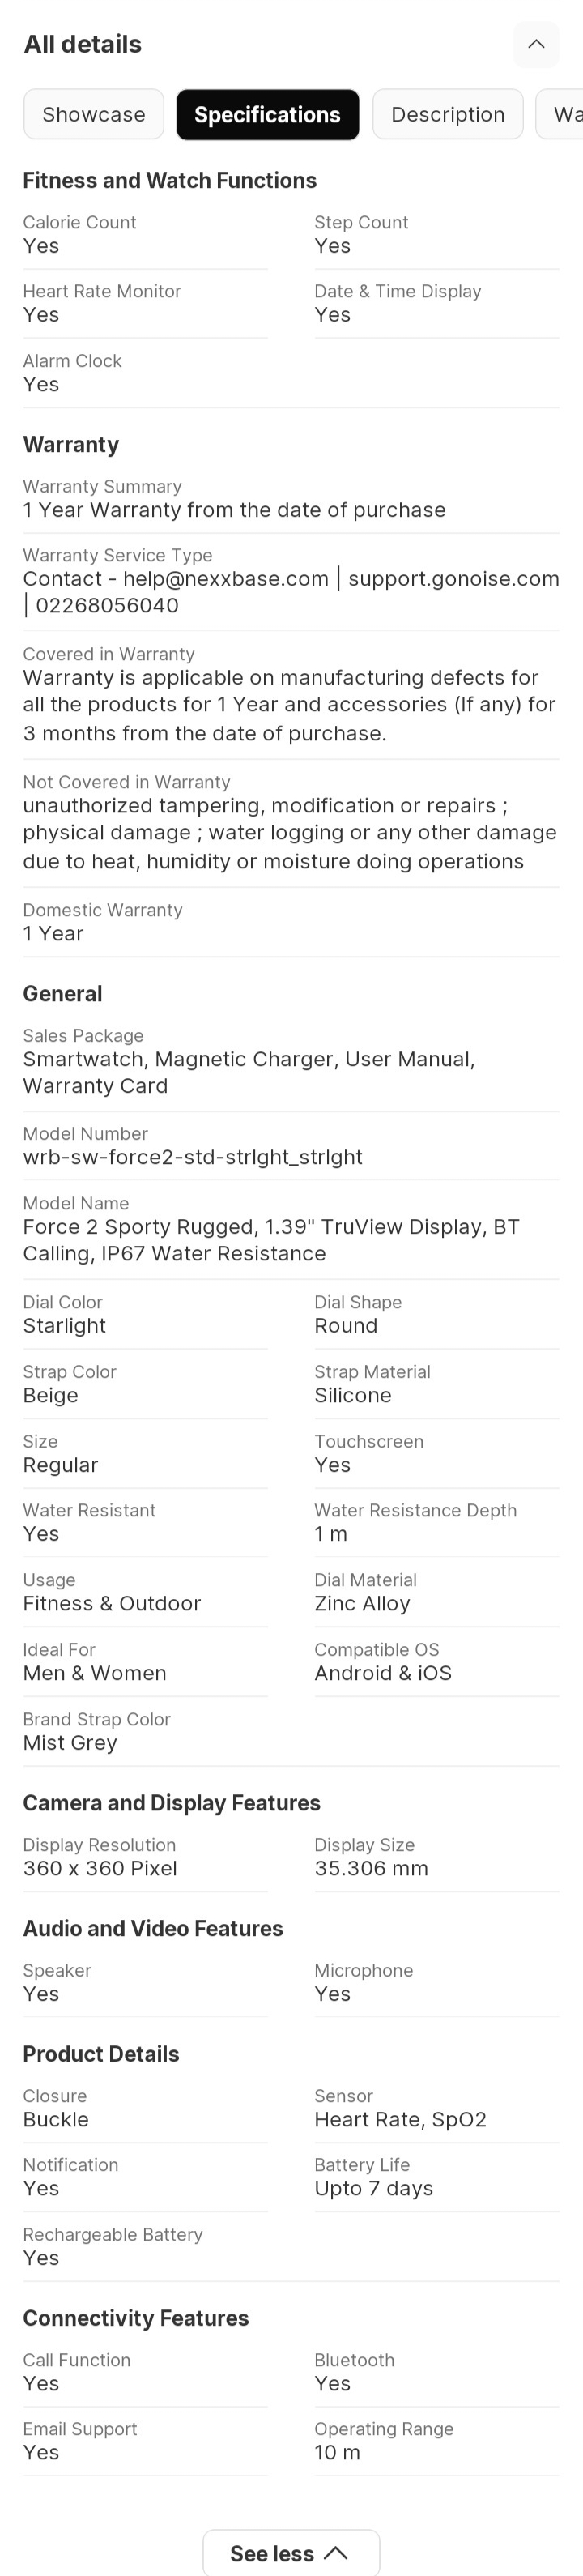 All details
Showcase
Specifications
Description
Wa
Fitness and Watch Functions
Calorie Count
Yes
Step Count
Yes
Heart Rate Monitor
Yes
Date & Time Display
Yes
Alarm Clock
Yes
Warranty
Warranty Summary
1 Year Warranty from the date of purchase
Warranty Service Type
Contact - help@nexxbase.com | support.gonoise.com
| 02268056040
Covered in Warranty
Warranty is applicable on manufacturing defects for
all the products for 1 Year and accessories (If any) for
3 months from the date of purchase.
Not Covered in Warranty
unauthorized tampering, modification or repairs ;
physical damage ; water logging or any other damage
due to heat, humidity or moisture doing operations
Domestic Warranty
1 Year
General
Sales Package
Smartwatch, Magnetic Charger, User Manual,
Warranty Card
Model Number
wrb-sw-force2-std-strlght_strlght
Model Name
Force 2 Sporty Rugged, 1.39" TruView Display, BT
Calling, IP67 Water Resistance
Dial Color
Starlight
Dial Shape
Round
Strap Color
Beige
Strap Material
Silicone
Size
Regular
Touchscreen
Yes
Water Resistant
Yes
Water Resistance Depth
1 m
Usage
Fitness & Outdoor
Dial Material
Zinc Alloy
Ideal For
Men & Women
Compatible OS
Android & iOS
Brand Strap Color
Mist Grey
Camera and Display Features
Display Resolution
360 x 360 Pixel
Display Size
35.306 mm
Audio and Video Features
Speaker
Yes
Microphone
Yes
Product Details
Closure
Buckle
Sensor
Heart Rate, SpO2
Notification
Yes
Battery Life
Upto 7 days
Rechargeable Battery
Yes
Connectivity Features
Call Function
Yes
Bluetooth
Yes
Email Support
Yes
Operating Range
10 m
See less